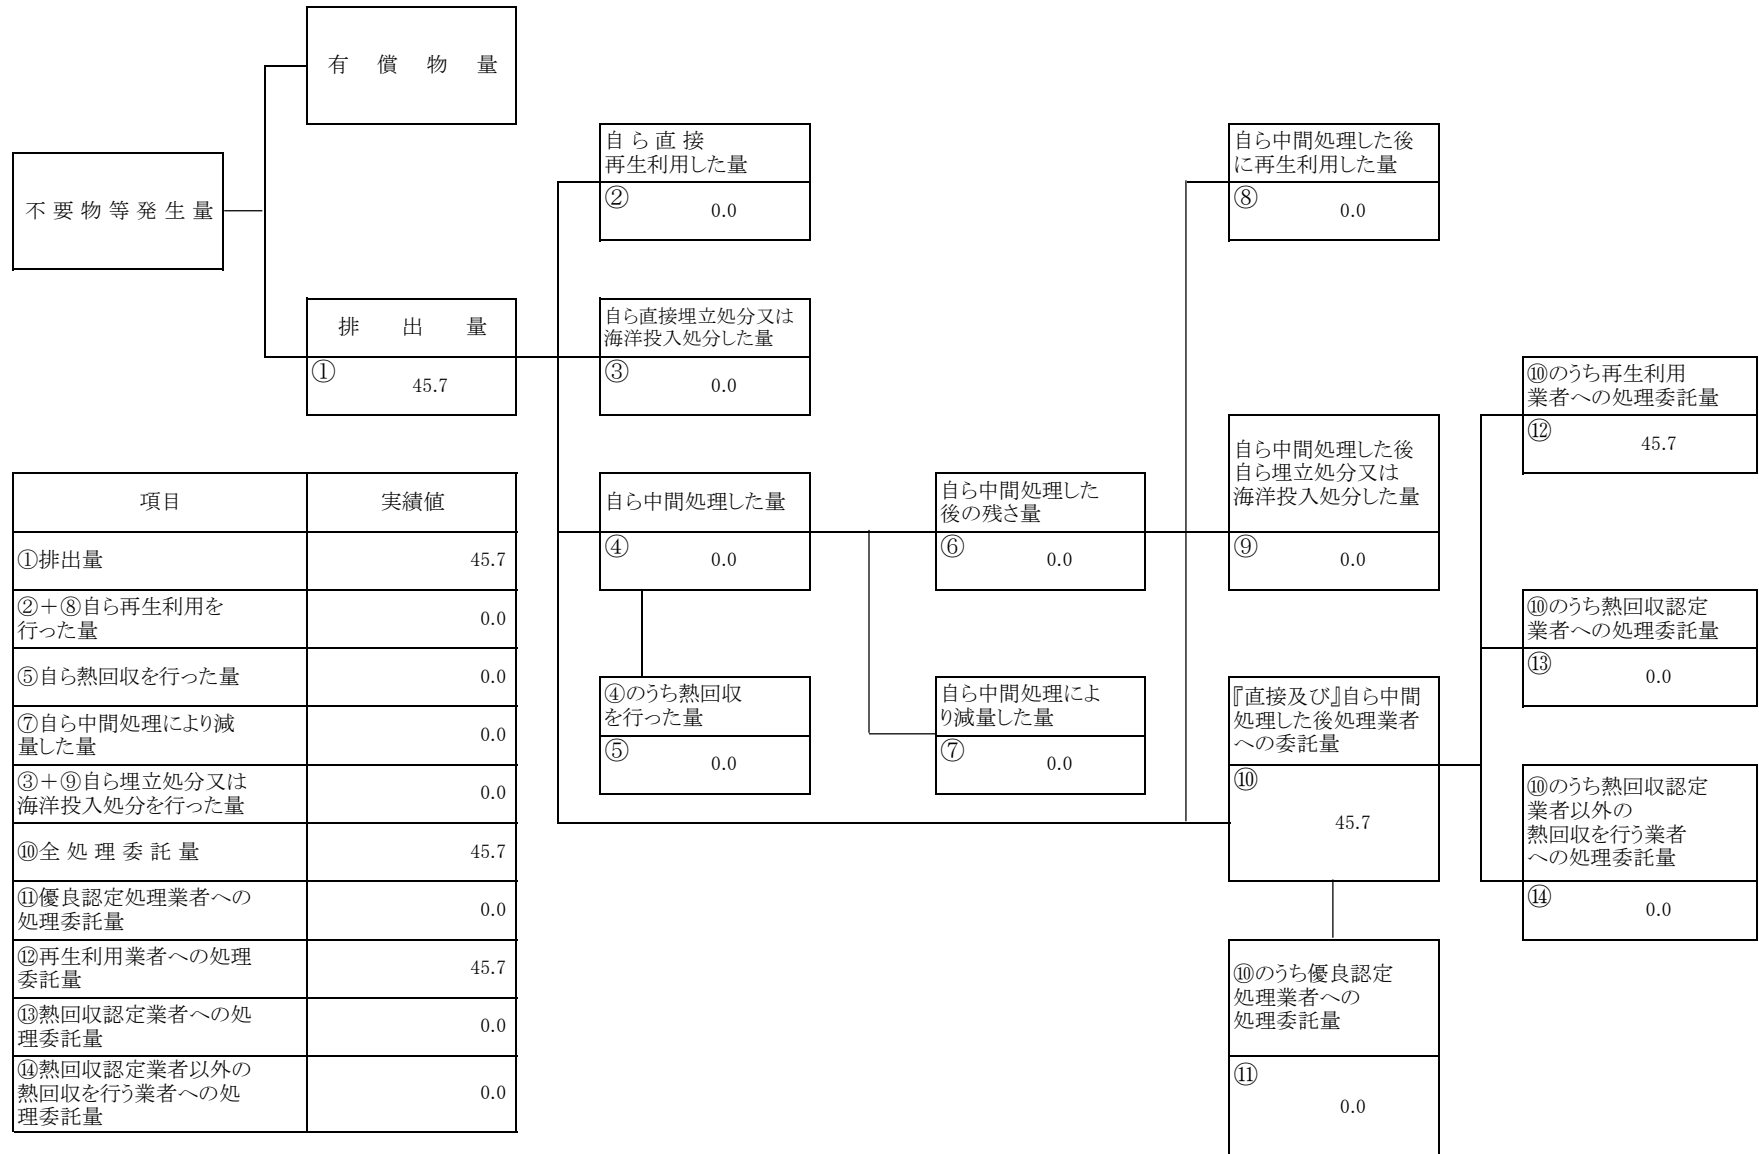 有償物量
不要物等発生量
排出量
①
45.7
自ら直接
再生利用した量
②
0.0
自ら直接埋立処分又は
海洋投入処分した量
③
0.0
自ら中間処理した量
④
0.0
④のうち熱回収
を行った量
⑤
0.0
自ら中間処理した
後の残さ量
⑥
0.0
自ら中間処理によ
り減量した量
⑦
0.0
自ら中間処理した後
に再生利用した量
⑧
0.0
自ら中間処理した後
自ら埋立処分又は
海洋投入処分した量
⑨
0.0
『直接及び』自ら中間
処理した後処理業者
への委託量
⑩
45.7
⑩のうち優良認定
処理業者への
処理委託量
⑪
0.0
⑩のうち再生利用
業者への処理委託量
⑫
45.7
⑩のうち熱回収認定
業者への処理委託量
⑬
0.0
⑩のうち熱回収認定
業者以外の
熱回収を行う業者
への処理委託量
⑭
0.0
項目 実績値
①排出量 45.7
②＋⑧自ら再生利用を
行った量 0.0
⑤自ら熱回収を行った量 0.0
⑦自ら中間処理により減
量した量 0.0
③＋⑨自ら埋立処分又は
海洋投入処分を行った量 0.0
⑩全処理委託量 45.7
⑪優良認定処理業者への
処理委託量 0.0
⑫再生利用業者への処理
委託量 45.7
⑬熱回収認定業者への処
理委託量 0.0
⑭熱回収認定業者以外の
熱回収を行う業者への処
理委託量 0.0